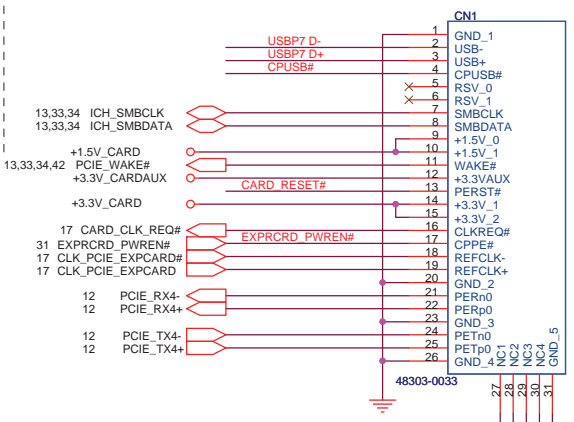 CN1
1 GND_1
USBP7 D- 2 USB-
USBP7 D+ 3 USB+
CPUSB# 4 CPUSB#
5 RSV_0
6 RSV_1
13,33,34 ICH_SMBCLK 7 SMBCLK
13,33,34 ICH_SMBDATA 8 SMBDATA
9 +1.5V_0
+1.5V_CARD 10 +1.5V_1
13,33,34,42 PCIE_WAKE# 11 WAKE#
+3.3V_CARDAUX 12 +3.3VAUX
CARD_RESET# 13 PERST#
+3.3V_CARD 14 +3.3V_1
15 +3.3V_2
17 CARD_CLK_REQ# 16 CLKREQ#
31 EXPRCRD_PWREN# EXPRCRD_PWREN# 17 CPPE#
17 CLK_PCIE_EXPCARD# 18 REFCLK-
17 CLK_PCIE_EXPCARD 19 REFCLK+
20 GND_2
12 PCIE_RX4- 21 PERn0
12 PCIE_RX4+ 22 PERp0
23 GND_3
12 PCIE_TX4- 24 PETn0
12 PCIE_TX4+ 25 PETp0
26 GND_4
NC1 NC2 NC3 NC4 GND_5
48303-0033
27 28 29 30 31